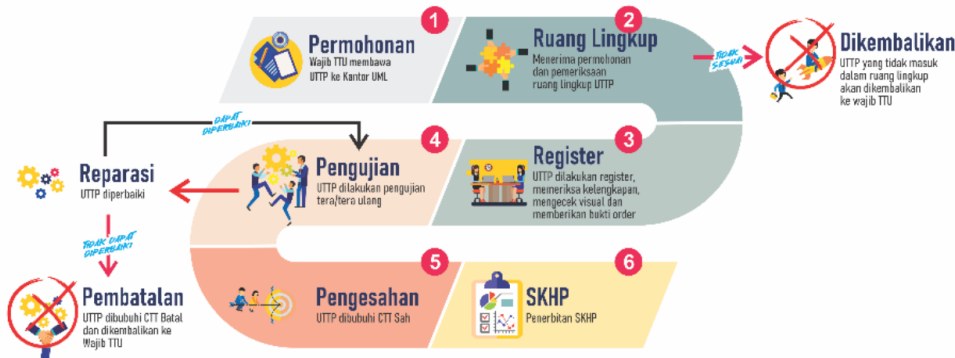 1
Permohonan
Wajib TTU membawa
UTTP ke Kantor UML
2
Ruang Lingkup
Menerima permohonan
dan pemeriksaan
ruang lingkup UTTP
TIDAK
SESUAI
Dikembalikan
UTTP yang tidak masuk
dalam ruang lingkup
akan dikembalikan
ke wajib TTU
3
Register
UTTP dilakukan register,
memeriksa kelengkapan,
mengecek visual dan
memberikan bukti order
4
Pengujian
UTTP dilakukan pengujian
tera/tera ulang
DAPAT
DIPERBAIKI
Reparasi
UTTP diperbaiki
TIDAK DAPAT
DIPERBAIKI
Pembatalan
UTTP dibubuhi CTT Batal
dan dikembalikan ke
Wajib TTU
5
Pengesahan
UTTP dibubuhi CTT Sah
6
SKHP
Penerbitan SKHP